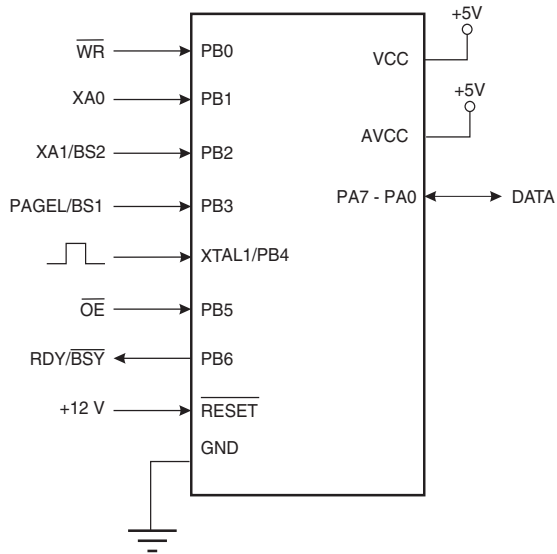 +5V
WR PB0
VCC
XA0 PB1
+5V
XA1/BS2 PB2
AVCC
PAGEL/BS1 PB3
PA7 - PA0 DATA
XTAL1/PB4
OE PB5
RDY/BSY PB6
+12 V RESET
GND